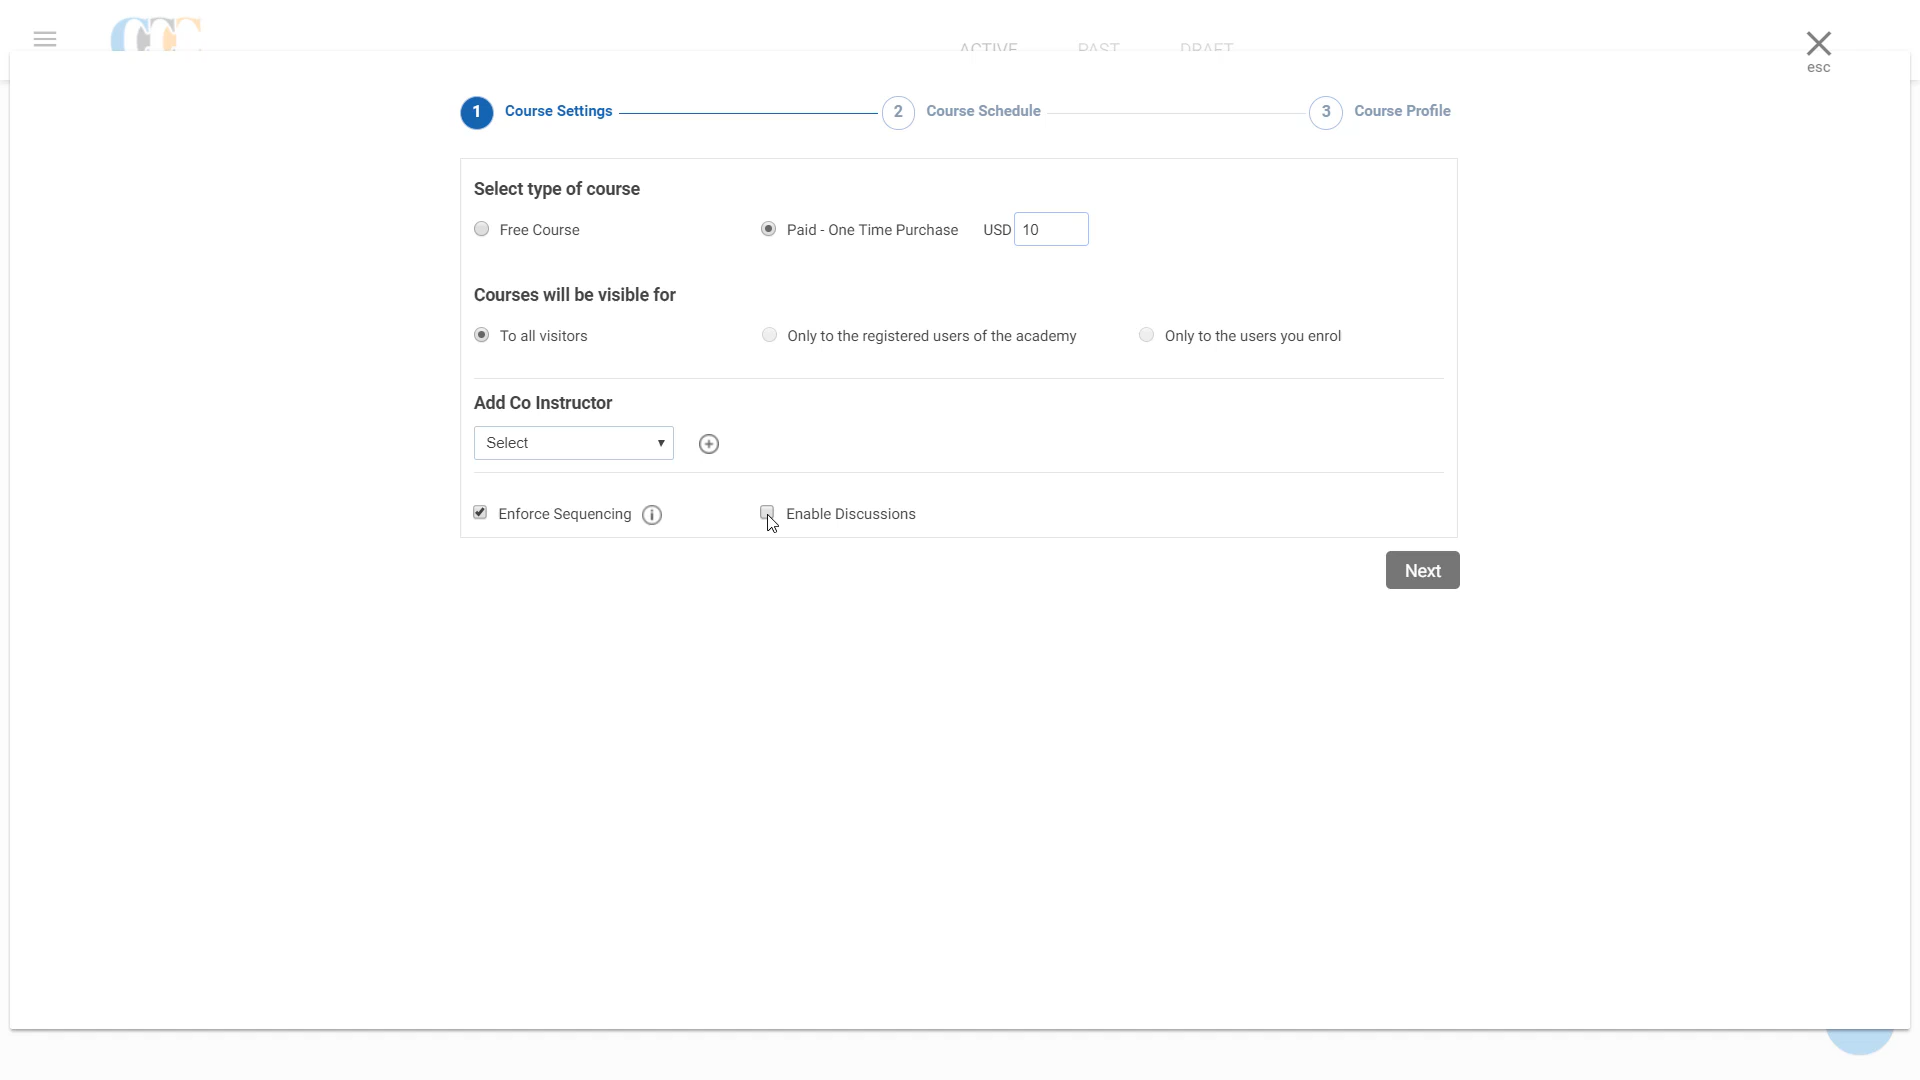 ACTIVE PAST DRAFT
esc
1 Course Settings 2 Course Schedule 3 Course Profile
Select type of course
Free Course Paid - One Time Purchase USD 10
Courses will be visible for
To all visitors Only to the registered users of the academy Only to the users you enrol
Add Co Instructor
Select
Enforce Sequencing i Enable Discussions
Next